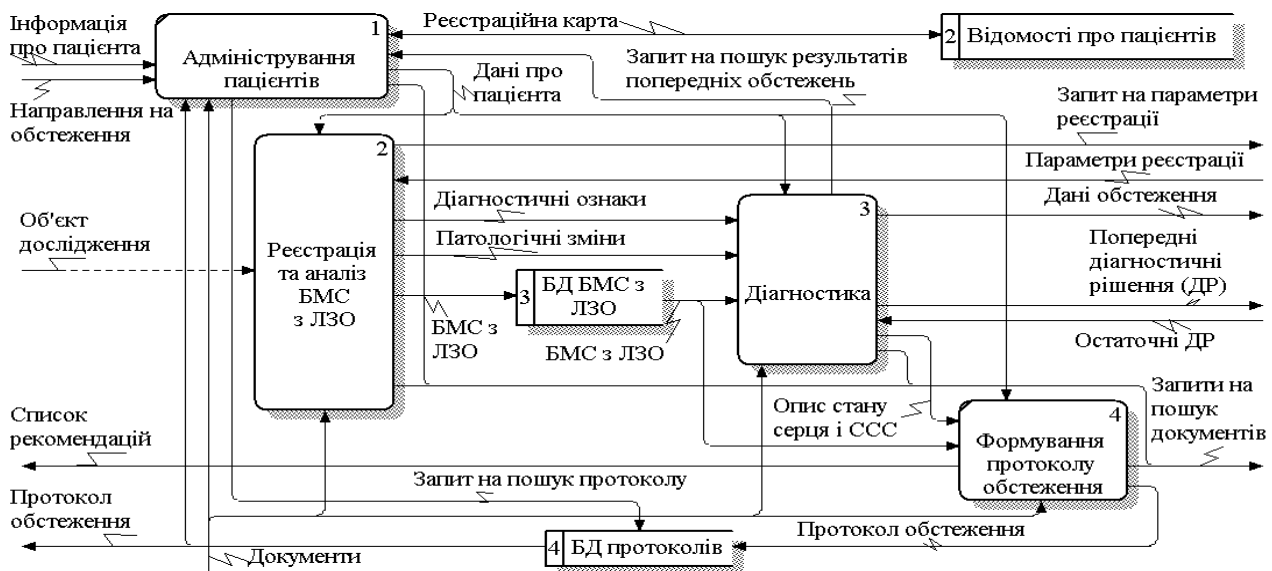 Інформація
про пацієнта
Направлення на
обстеження
1
Адміністрування
пацієнтів
Реєстраційна карта
2
Відомості про пацієнтів
Запит на пошук результатів
попередніх обстежень
Дані про
пацієнта
Запит на параметри
реєстрації
Параметри реєстрації
Дані обстеження
2
Реєстрація
та аналіз
БМС
з ЛЗО
Об'єкт
дослідження
Діагностичні ознаки
Патологічні зміни
3
БД БМС з
ЛЗО
БМС з
ЛЗО
БМС з ЛЗО
3
Діагностика
Попередні
діагностичні
рішення (ДР)
Остаточні ДР
Запити на
пошук
документів
Опис стану
серця і ССС
4
Формування
протоколу
обстеження
Список
рекомендацій
Запит на пошук протоколу
Протокол
обстеження
Документи
4
БД протоколів
Протокол обстеження